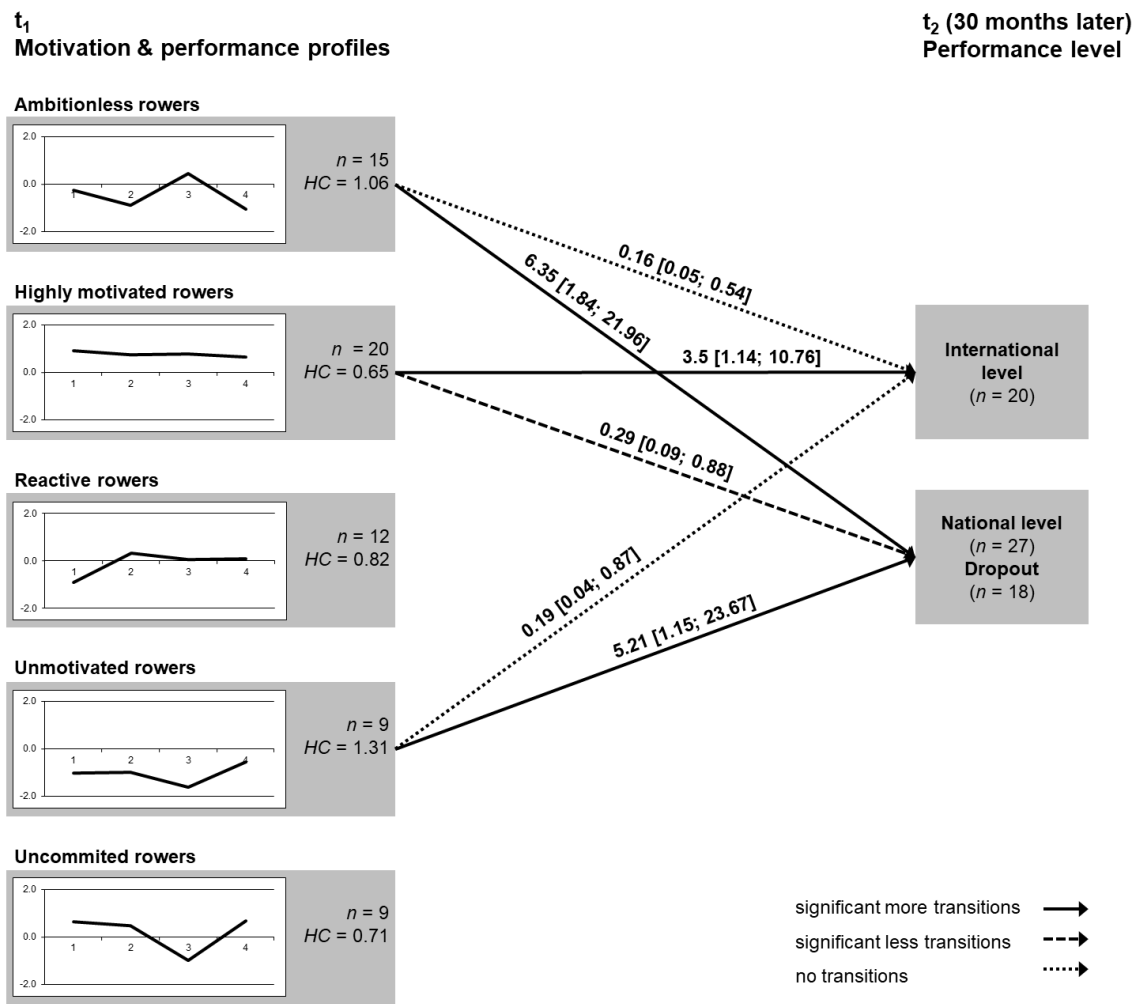 t₁
Motivation & performance profiles
t₂ (30 months later)
Performance level
Ambitionless rowers
2.0
0.0
-2.0
1
2
3
4
n = 15
HC = 1.06
Highly motivated rowers
2.0
0.0
-2.0
1
2
3
4
n = 20
HC = 0.65
Reactive rowers
2.0
0.0
-2.0
1
2
3
4
n = 12
HC = 0.82
Unmotivated rowers
2.0
0.0
-2.0
1
2
3
4
n = 9
HC = 1.31
Uncommited rowers
2.0
0.0
-2.0
1
2
3
4
n = 9
HC = 0.71
0.16 [0.05; 0.54]
6.35 [1.84; 21.96]
3.5 [1.14; 10.76]
0.29 [0.09; 0.88]
0.19 [0.04; 0.87]
5.21 [1.15; 23.67]
International
level
(n = 20)
National level
(n = 27)
Dropout
(n = 18)
significant more transitions
significant less transitions
no transitions